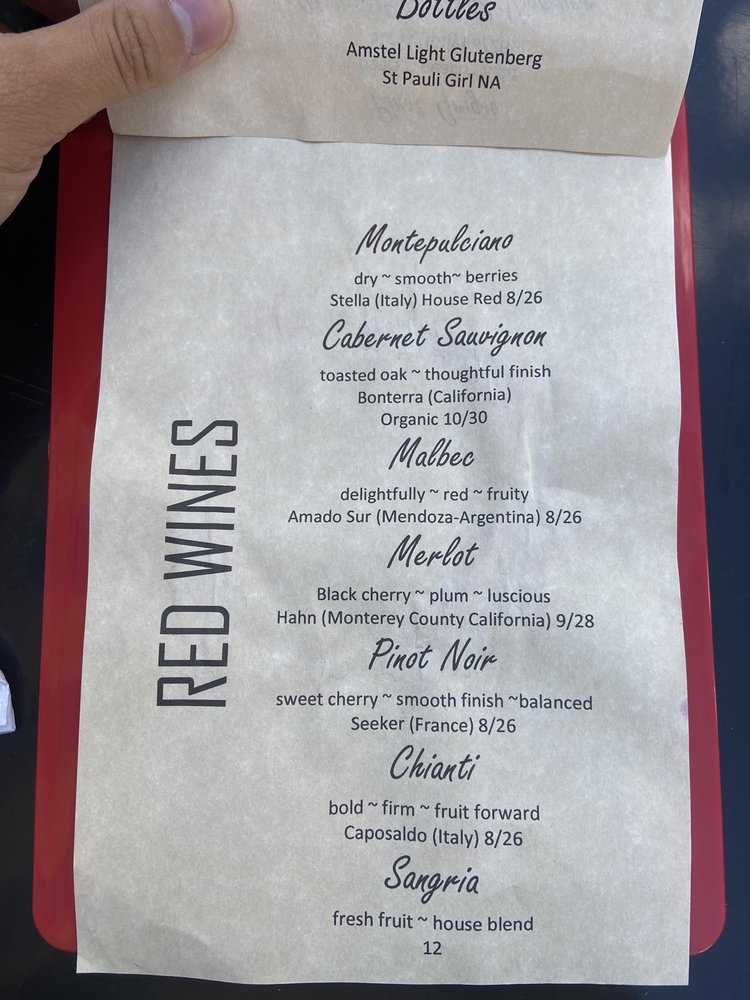 Bottles
Amstel Light Glutenberg
St Pauli Girl NA
RED WINES
Montepulciano
dry ~ smooth~ berries
Stella (Italy) House Red 8/26
Cabernet Sauvignon
toasted oak ~ thoughtful finish
Bonterra (California)
Organic 10/30
Malbec
delightfully ~ red ~ fruity
Amado Sur (Mendoza-Argentina) 8/26
Merlot
Black cherry ~ plum ~ luscious
Hahn (Monterey County California) 9/28
Pinot Noir
sweet cherry ~ smooth finish ~balanced
Seeker (France) 8/26
Chianti
bold ~ firm ~ fruit forward
Caposaldo (Italy) 8/26
Sangria
fresh fruit ~ house blend
12